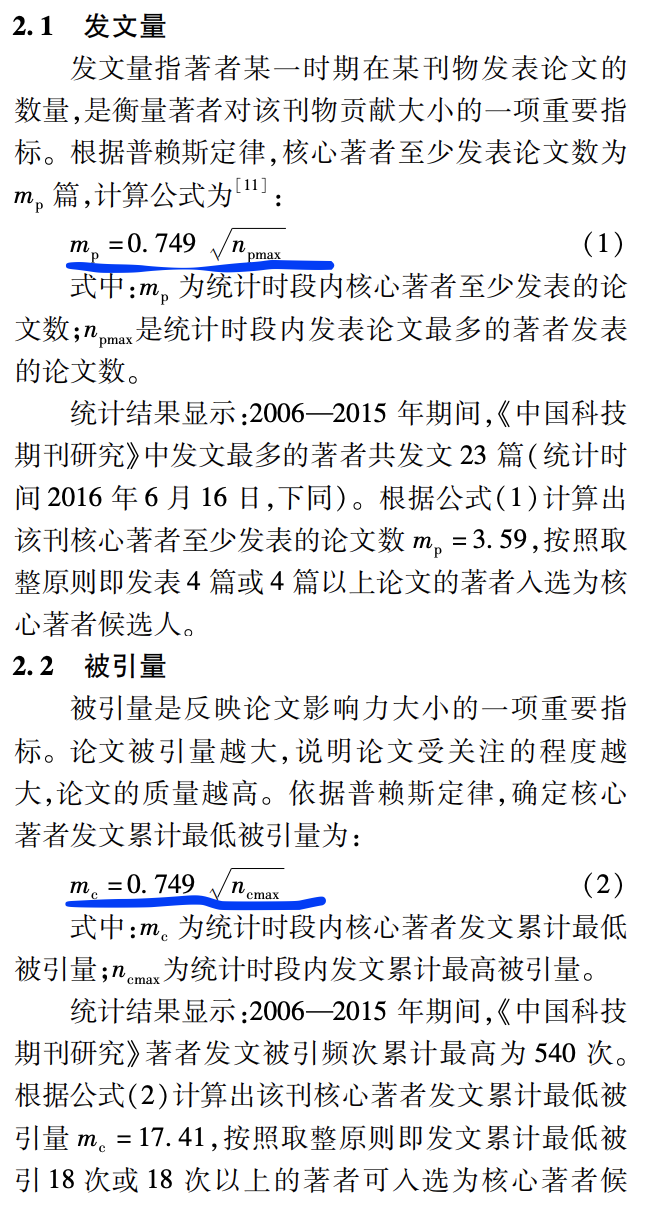 2.1 发文量
发文量指著者某一时期在某刊物发表论文的
数量,是衡量著者对该刊物贡献大小的一项重要指
标。根据普赖斯定律,核心著者至少发表论文数为
mp 篇,计算公式为[11]:
mp =0.749 √npmax (1)
式中:mp 为统计时段内核心著者至少发表的论
文数;npmax是统计时段内发表论文最多的著者发表
的论文数。
统计结果显示:2006—2015 年期间,《中国科技
期刊研究》中发文最多的著者共发文 23 篇(统计时
间 2016 年 6 月 16 日,下同)。根据公式(1)计算出
该刊核心著者至少发表的论文数 mp =3.59,按照取
整原则即发表 4 篇或 4 篇以上论文的著者入选为核
心著者候选人。
2.2 被引量
被引量是反映论文影响力大小的一项重要指
标。论文被引量越大,说明论文受关注的程度越
大,论文的质量越高。依据普赖斯定律,确定核心
著者发文累计最低被引量为:
mc =0.749 √ncmax (2)
式中:mc 为统计时段内核心著者发文累计最低
被引量;ncmax为统计时段内发文累计最高被引量。
统计结果显示:2006—2015 年期间,《中国科技
期刊研究》著者发文被引频次累计最高为 540 次。
根据公式(2)计算出该刊核心著者发文累计最低被
引量 mc =17.41,按照取整原则即发文累计最低被
引 18 次或 18 次以上的著者可入选为核心著者候